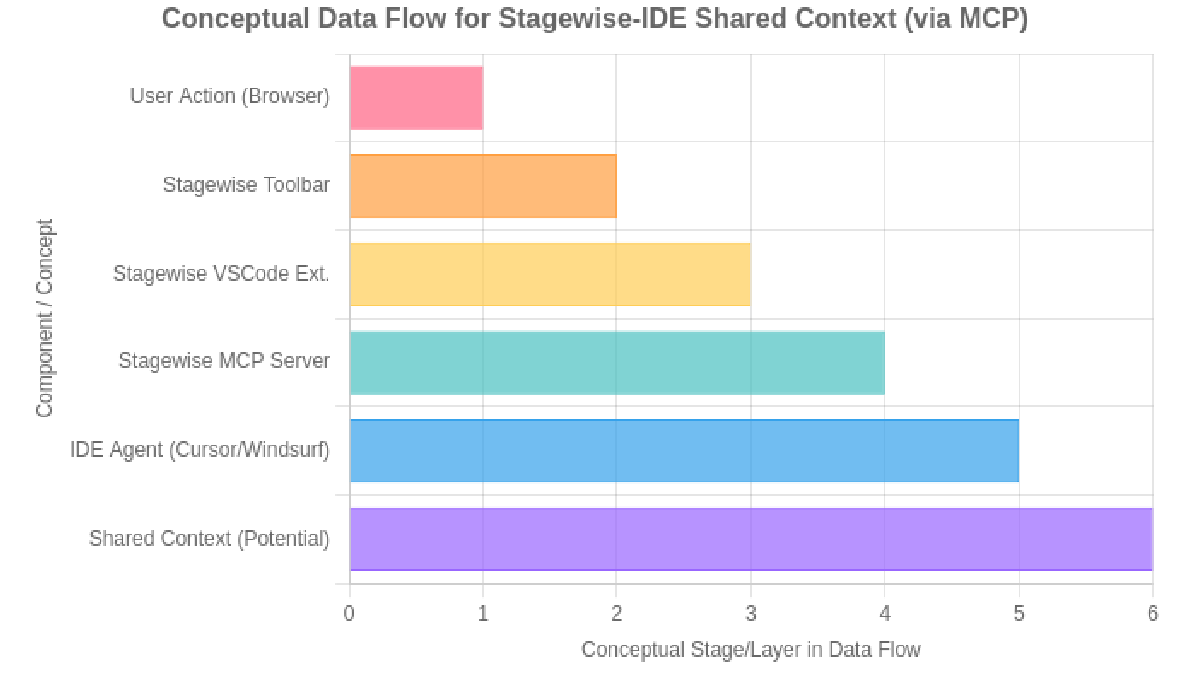 Conceptual Data Flow for Stagewise-IDE Shared Context (via MCP)
Component / Concept
User Action (Browser)
Stagewise Toolbar
Stagewise VSCode Ext.
Stagewise MCP Server
IDE Agent (Cursor/Windsurf)
Shared Context (Potential)
0 1 2 3 4 5 6
Conceptual Stage/Layer in Data Flow